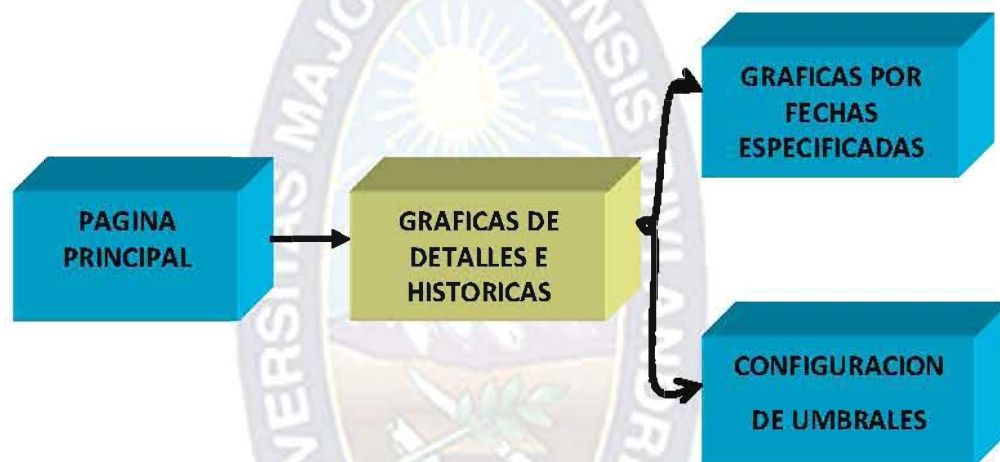 PAGINA
PRINCIPAL
GRAFICAS DE
DETALLES E
HISTORICAS
GRAFICAS POR
FECHAS
ESPECIFICADAS
CONFIGURACION
DE UMBRALES